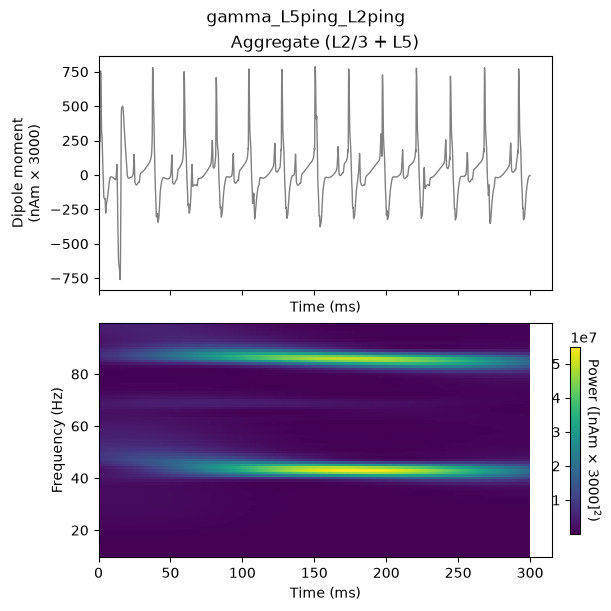 gamma_L5ping_L2ping
Aggregate (L2/3 + L5)
750
500
250
0
−250
−500
−750
Dipole moment
(nAm × 3000)
Time (ms)
1e7
80
60
40
20
Frequency (Hz)
5
4
3
2
1
Power ([nAm × 3000]²)
0
50
100
150
200
250
300
Time (ms)